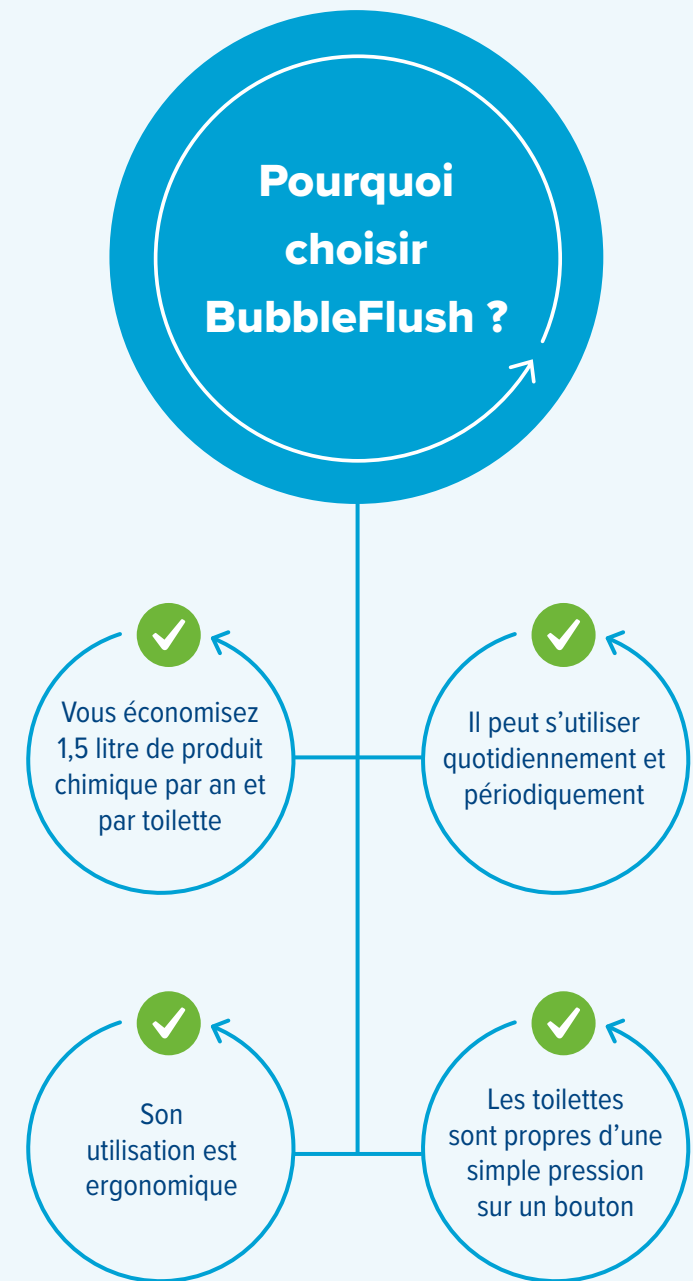 Pourquoi
choisir
BubbleFlush ?
Vous économisez
1,5 litre de produit
chimique par an et
par toilette
Il peut s’utiliser
quotidiennement et
périodiquement
Son
utilisation est
ergonomique
Les toilettes
sont propres d’une
simple pression
sur un bouton